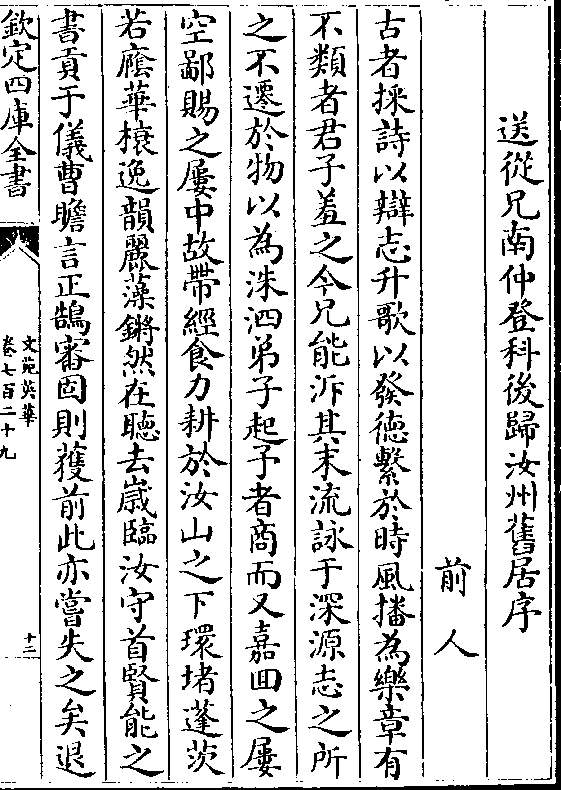 送從兄南仲登科後歸汝州舊居序
前人
古者採詩以辯志升歌以發德繫於時風播為樂章有
不類者君子羞之今兄能泝其末流詠于深源志之所
之不遷於物以為洙泗弟子起予者商而又嘉回之屢
空鄙賜之屢中故帶經食力耕於汝山之下環堵蓬茨
若廕華榱逸韻麗藻鏘然在聽去歲臨汝守首賢能之
書貢于儀曹瞻言正鵠審固則獲前此亦嘗失之矣退
欽定四庫全書
文苑英華
卷七百二十九
十二